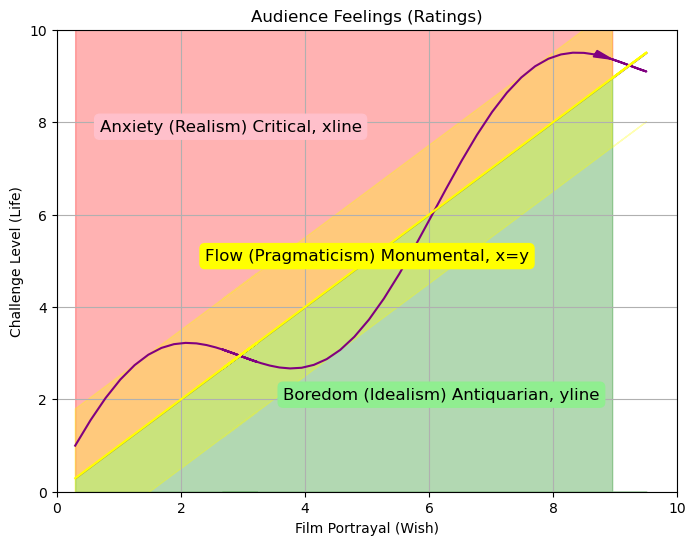 Audience Feelings (Ratings)
10
Anxiety (Realism) Critical, xline
8
6
Flow (Pragmaticism) Monumental, x=y
4
Boredom (Idealism) Antiquarian, yline
2
0
Challenge Level (Life)
0 2 4 6 8 10
Film Portrayal (Wish)